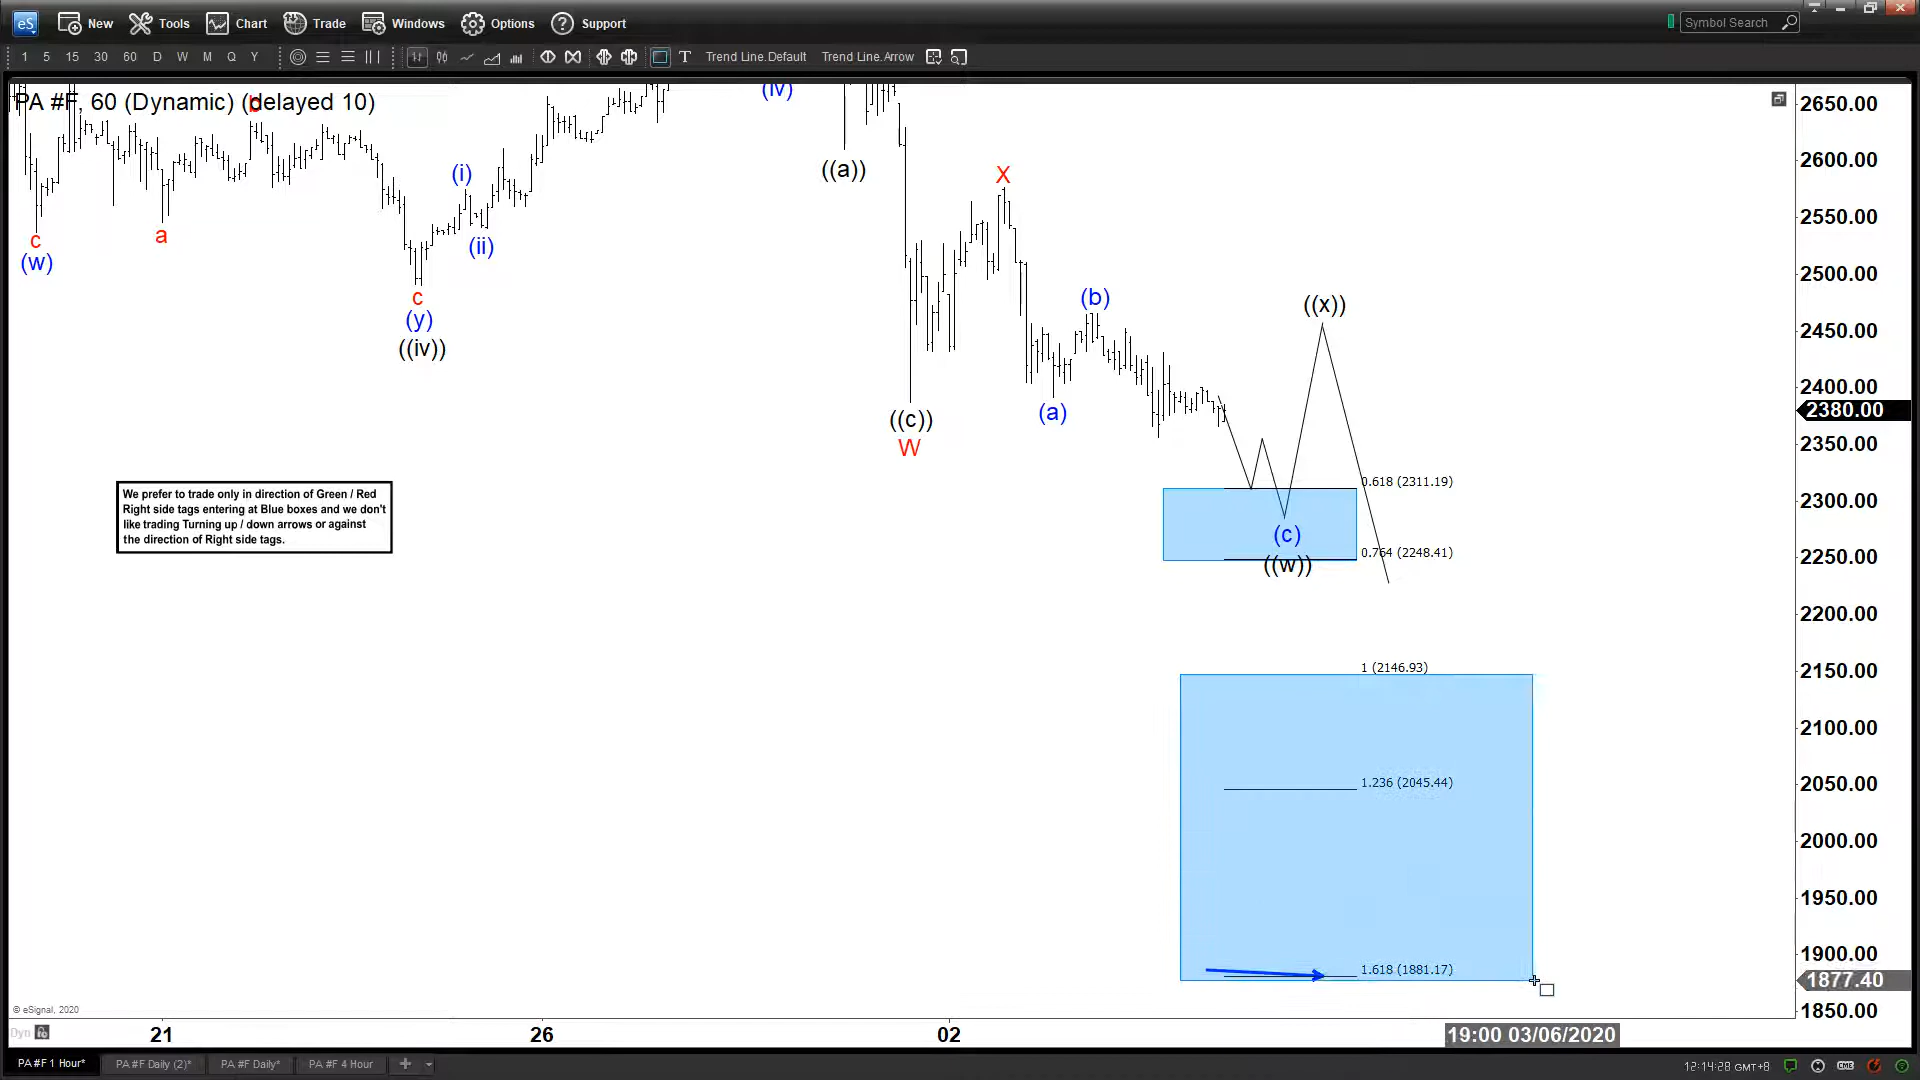 eS New Tools Chart Trade Windows Options Support Symbol Search
1 5 15 30 60 D W M Q Y T Trend Line.Default Trend Line.Arrow
PA #F, 60 (Dynamic) (delayed 10)
b
(iv)
2650.00
2600.00
2550.00
2500.00
2450.00
2400.00
2380.00
2350.00
2300.00
2250.00
2200.00
2150.00
2100.00
2050.00
2000.00
1950.00
1900.00
1877.40
1850.00
((a))
X
(i)
(ii)
c
(w)
a
c
(y)
((iv))
(b)
((x))
(a)
((c))
W
0.618 (2311.19)
(c)
0.764 (2248.41)
((w))
We prefer to trade only in direction of Green / Red
Right side tags entering at Blue boxes and we don't
like trading Turning up / down arrows or against
the direction of Right side tags.
1 (2146.93)
1.236 (2045.44)
1.618 (1881.17)
© eSignal, 2020
Dyn
21 26 02 19:00 03/06/2020
PA #F 1 Hour* PA #F Daily (2)* PA #F Daily* PA #F 4 Hour
12:14:28 GMT+8 CME